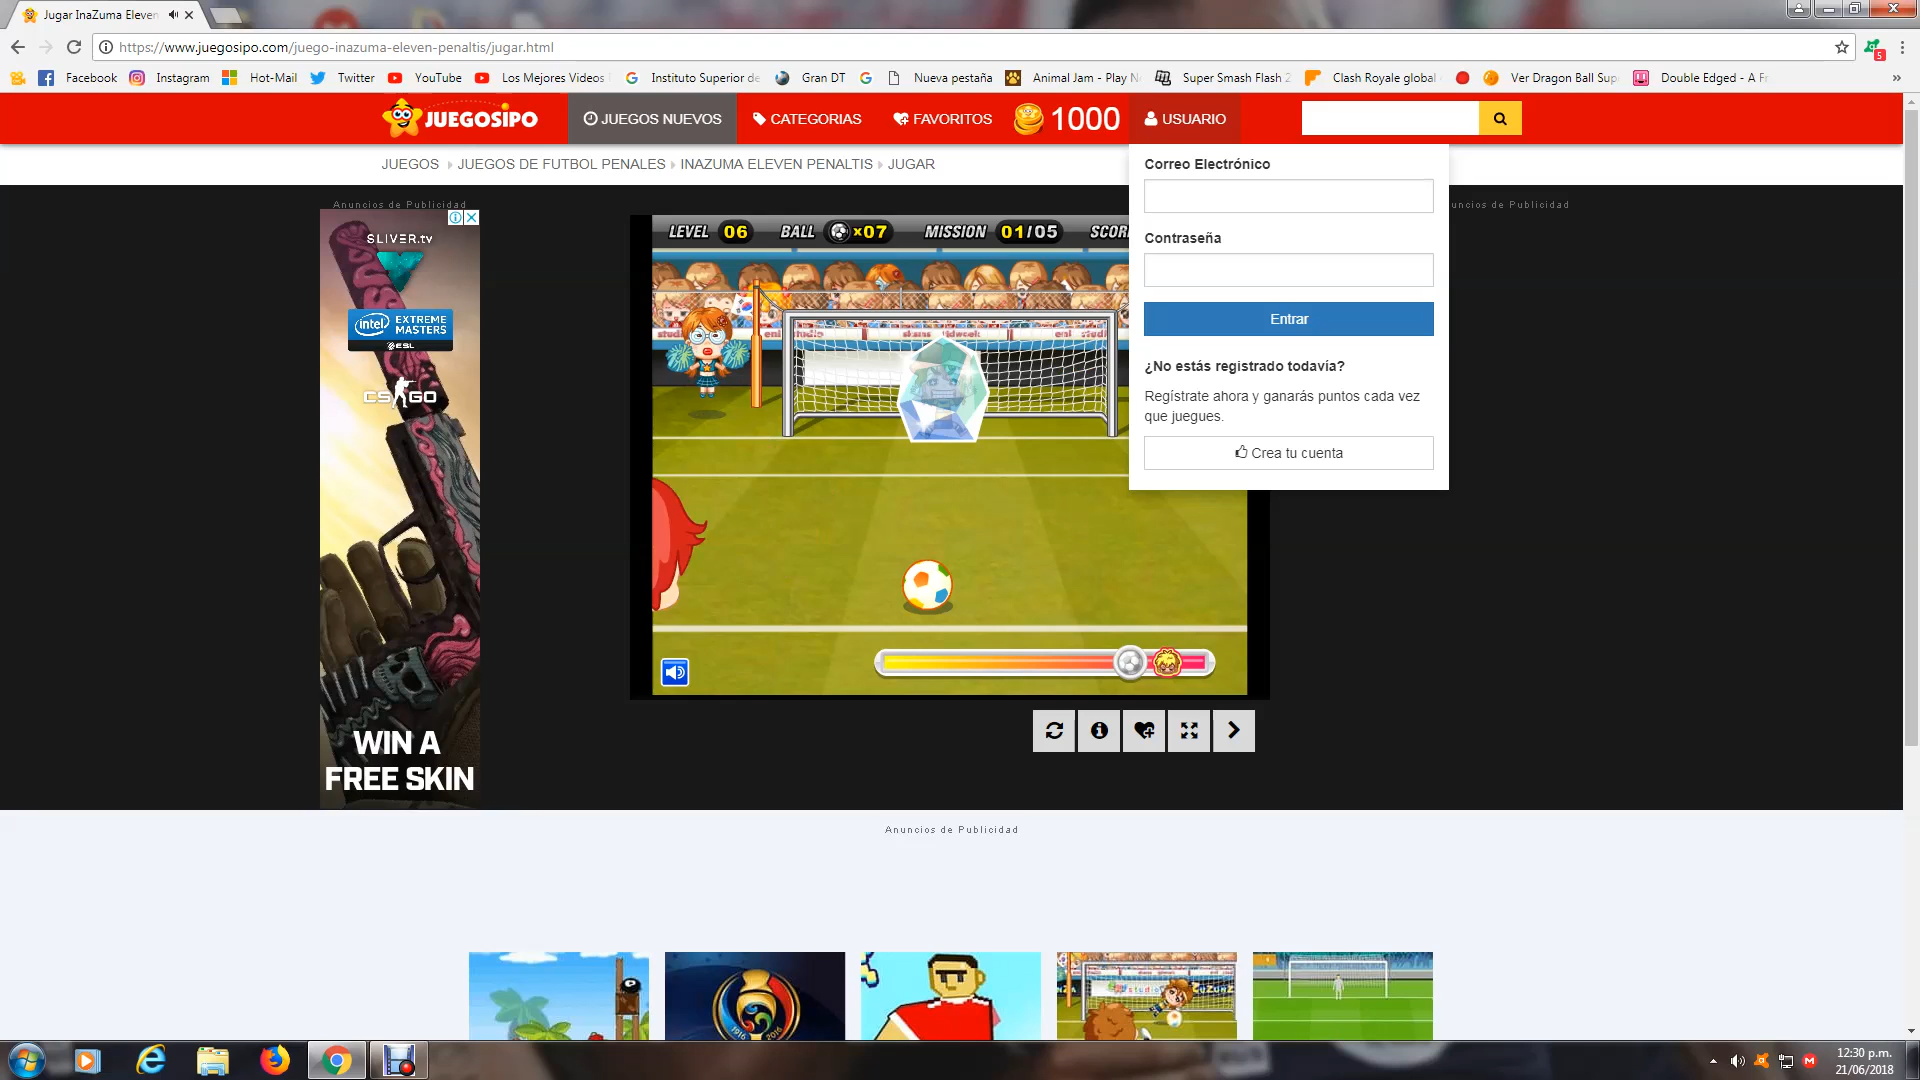 Jugar InaZuma Eleven
https://www.juegosipo.com/juego-inazuma-eleven-penaltis/jugar.html
Facebook Instagram Hot-Mail Twitter YouTube Los Mejores Videos Instituto Superior de Gran DT Nueva pestaña Animal Jam - Play N Super Smash Flash 2 Clash Royale global Ver Dragon Ball Sup Double Edged - A Fr »
JUEGOSIPO JUEGOS NUEVOS CATEGORIAS FAVORITOS 1000 USUARIO
JUEGOS JUEGOS DE FUTBOL PENALES INAZUMA ELEVEN PENALTIS JUGAR
Correo Electrónico
Contraseña
Entrar
¿No estás registrado todavía?
Regístrate ahora y ganarás puntos cada vez
que juegues.
Crea tu cuenta
Anuncios de Publicidad
uncios de Publicidad
SLIVER.tv
intel EXTREME
MASTERS
ESL
CS GO
WIN A
FREE SKIN
LEVEL 06 BALL ×07 MISSION 01/05 SCOR
Anuncios de Publicidad
1916 2016
12:30 p.m.
21/06/2018